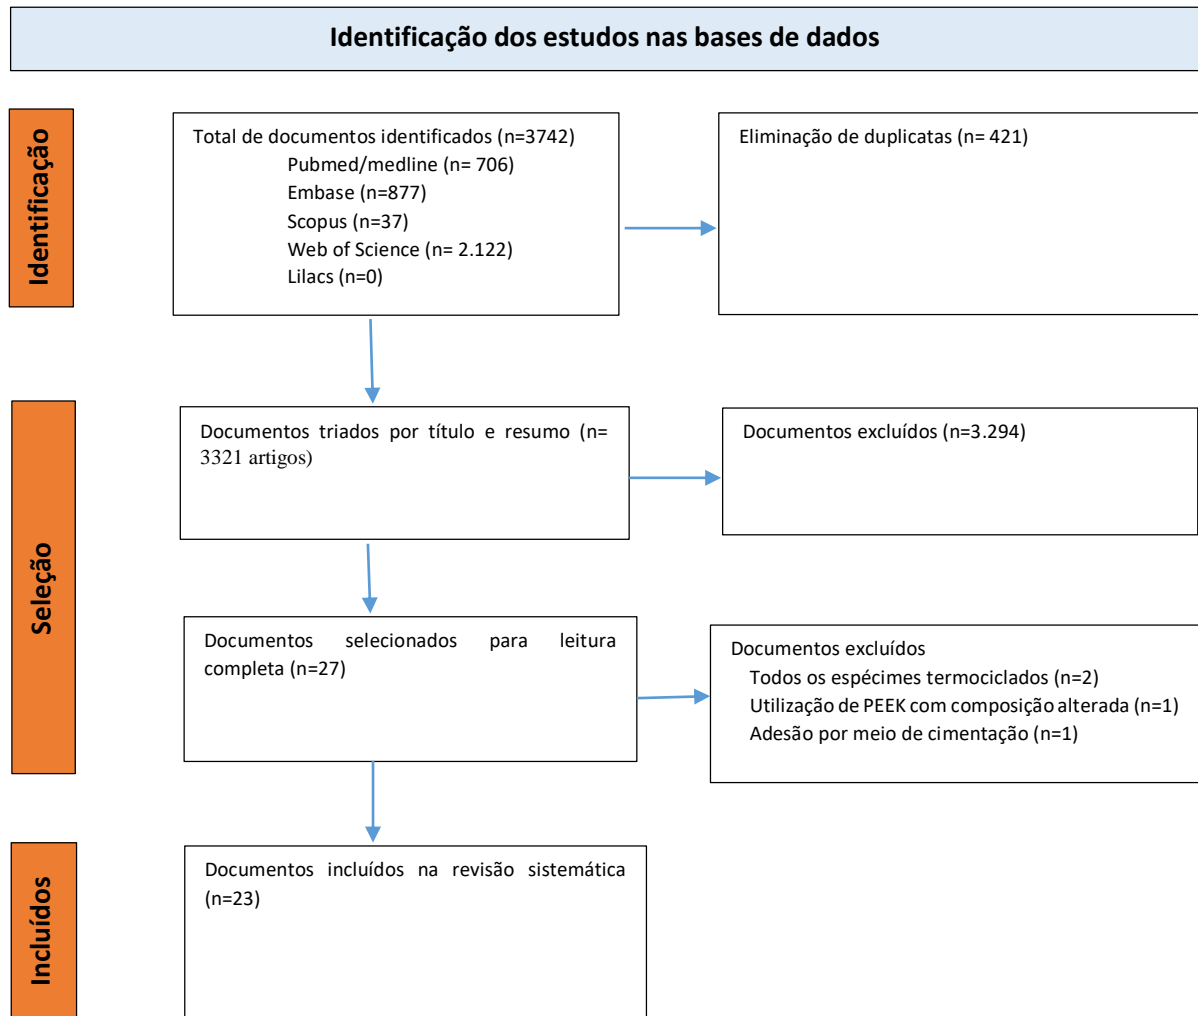 Identificação dos estudos nas bases de dados
Identificação
Total de documentos identificados (n=3742)
Pubmed/medline (n= 706)
Embase (n=877)
Scopus (n=37)
Web of Science (n= 2.122)
Lilacs (n=0)
Eliminação de duplicatas (n= 421)
Seleção
Documentos triados por título e resumo (n=
3321 artigos)
Documentos excluídos (n=3.294)
Documentos selecionados para leitura
completa (n=27)
Documentos excluídos
Todos os espécimes termociclados (n=2)
Utilização de PEEK com composição alterada (n=1)
Adesão por meio de cimentação (n=1)
Incluídos
Documentos incluídos na revisão sistemática
(n=23)